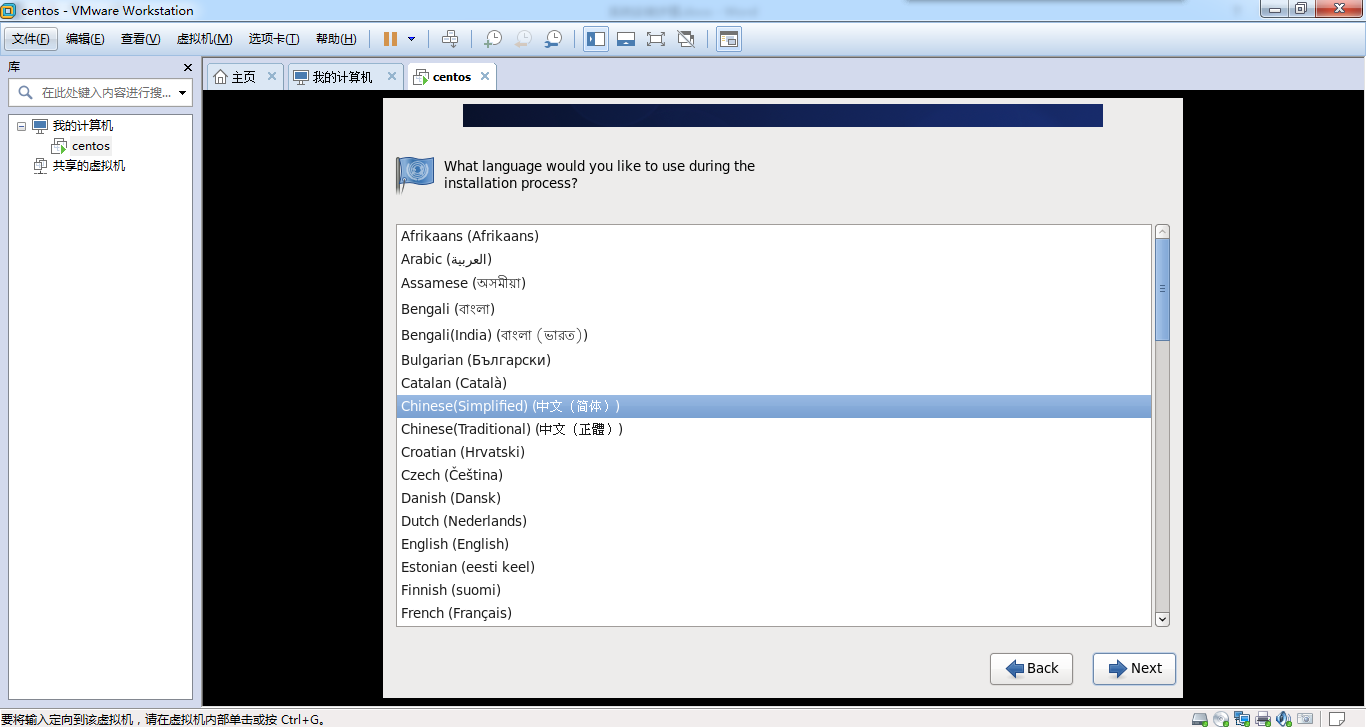 centos - VMware Workstation
文件(F) 编辑(E) 查看(V) 虚拟机(M) 选项卡(T) 帮助(H)
库
在此处键入内容进行搜...
我的计算机
centos
共享的虚拟机
主页 我的计算机 centos
What language would you like to use during the
installation process?
Afrikaans (Afrikaans)
Arabic (العربية)
Assamese (অসমীয়া)
Bengali (বাংলা)
Bengali(India) (বাংলা (ভারত))
Bulgarian (Български)
Catalan (Català)
Chinese(Simplified) (中文（简体）)
Chinese(Traditional) (中文（正體）)
Croatian (Hrvatski)
Czech (Čeština)
Danish (Dansk)
Dutch (Nederlands)
English (English)
Estonian (eesti keel)
Finnish (suomi)
French (Français)
Back Next
要将输入定向到该虚拟机，请在虚拟机内部单击或按 Ctrl+G。